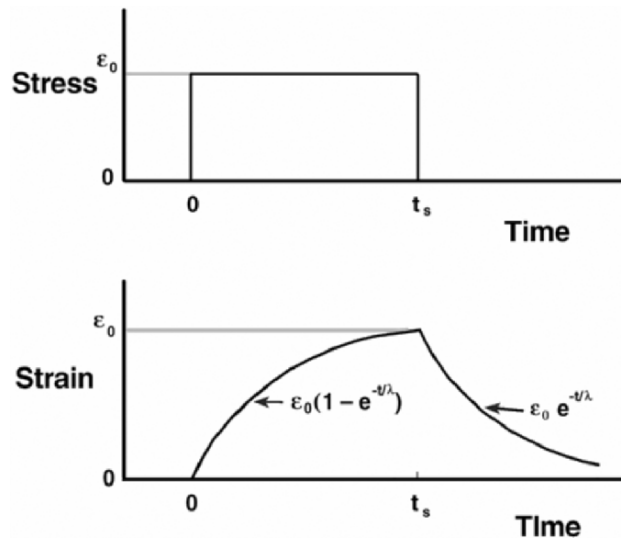 ε₀
Stress
0
0 tₛ
Time
ε₀
Strain
ε₀(1 – e^-t/λ)
ε₀ e^-t/λ
0
0 tₛ
TIme